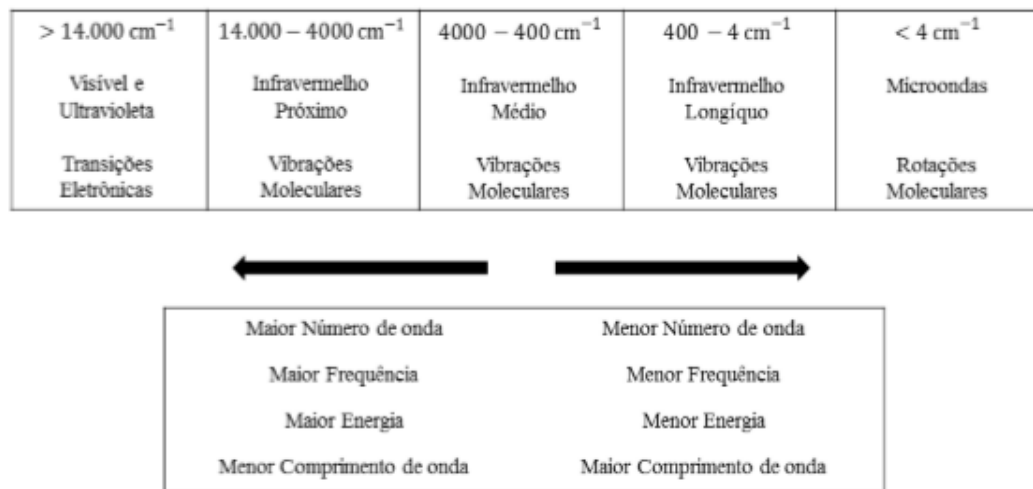 > 14.000 cm⁻¹
Visível e
Ultravioleta
Transições
Eletrônicas
14.000 – 4000 cm⁻¹
Infravermelho
Próximo
Vibrações
Moleculares
4000 – 400 cm⁻¹
Infravermelho
Médio
Vibrações
Moleculares
400 – 4 cm⁻¹
Infravermelho
Longíquo
Vibrações
Moleculares
< 4 cm⁻¹
Microondas
Rotações
Moleculares
Maior Número de onda
Maior Frequência
Maior Energia
Menor Comprimento de onda
Menor Número de onda
Menor Frequência
Menor Energia
Maior Comprimento de onda